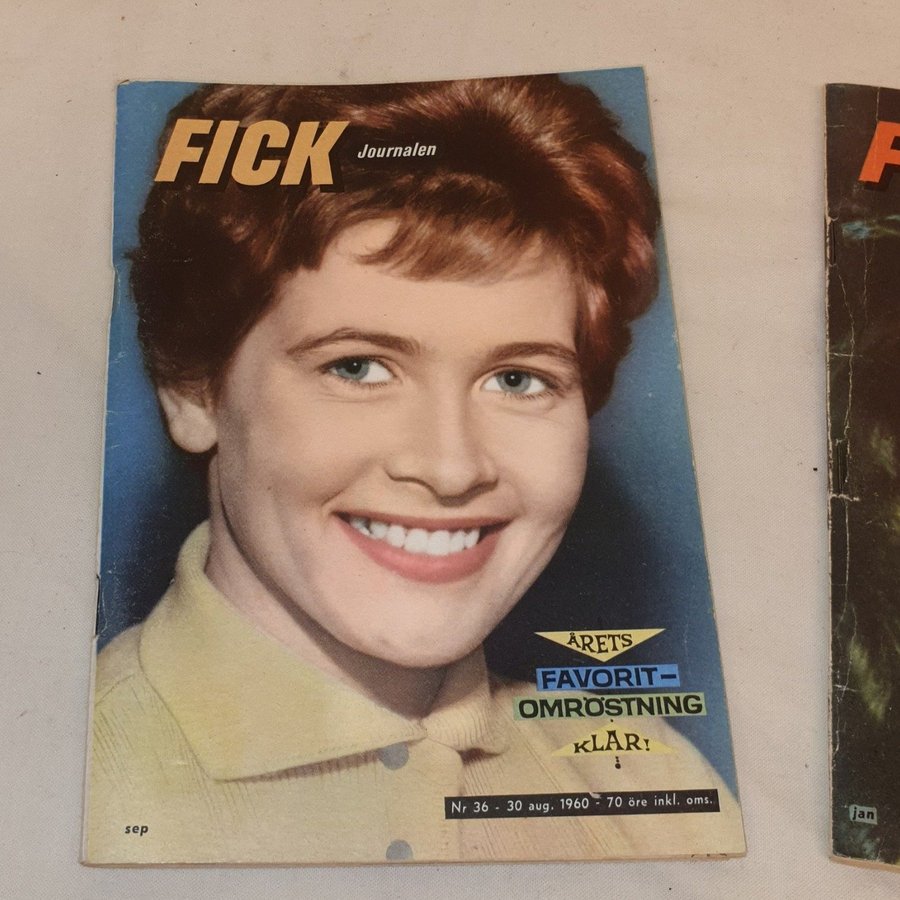 FICK Journalen
ÅRETS
FAVORIT-
OMRÖSTNING
KLAR!
Nr 36 - 30 aug. 1960 - 70 öre inkl. oms.
sep
F
jan